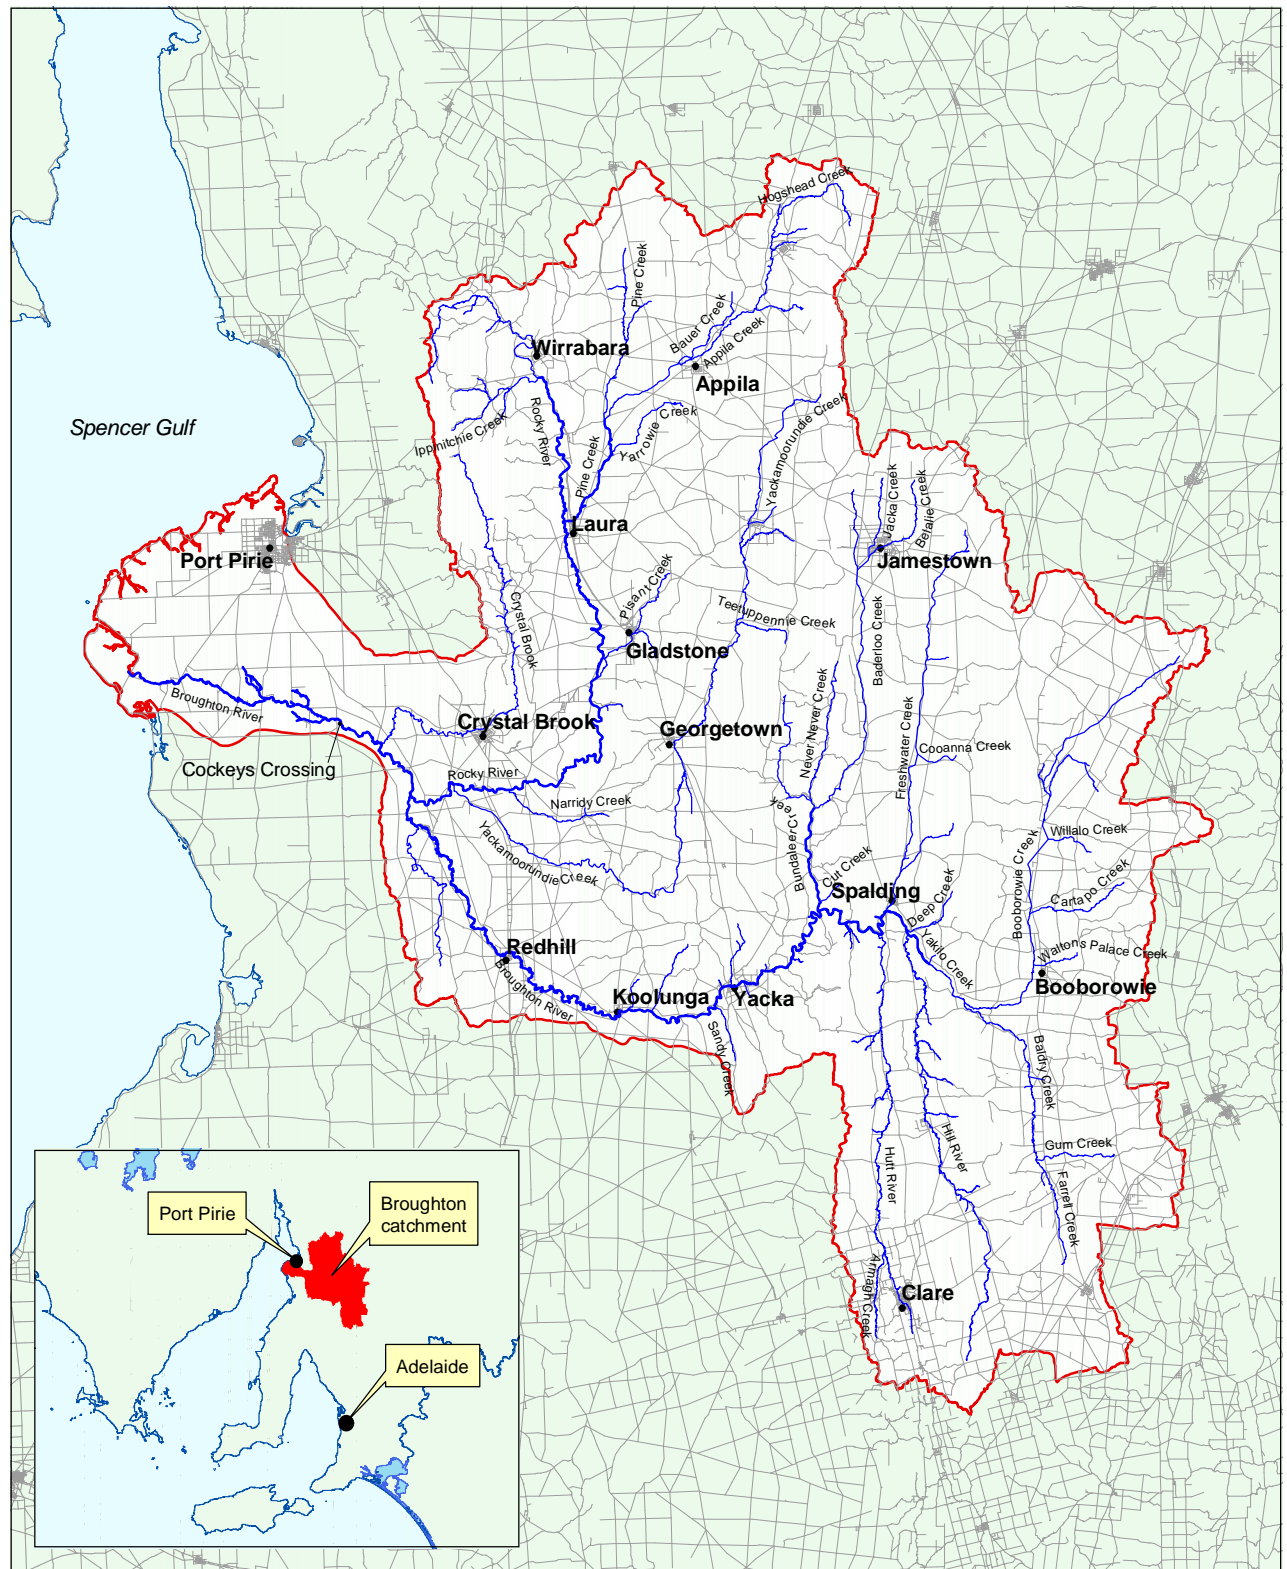 Hogshead Creek
Pine Creek
Bauer Creek
Appila Creek
Wirrabara
Appila
Spencer Gulf
Ippinitchie Creek
Rocky River
Yarrowie Creek
Yackamoorundie Creek
Pine Creek
Jacka Creek
Belalie Creek
Laura
Port Pirie
Jamestown
Pisant Creek
Crystal Brook
Teetuppennie Creek
Baderloo Creek
Gladstone
Broughton River
Crystal Brook
Georgetown
Never Never Creek
Freshwater Creek
Cooanna Creek
Cockeys Crossing
Rocky River
Narridy Creek
Bunpaleer Creek
Yackamoorundie Creek
Cut Creek
Booborowie Creek
Willalo Creek
Spalding
Deep Creek
Cartapo Creek
Redhill
Yakilo Creek
Waltons Palace Creek
Broughton River
Koolunga
Yacka
Booborowie
Sandy Creek
Baldry Creek
Hill River
Hutt River
Gum Creek
Farrell Creek
Armagh Creek
Clare
Port Pirie
Broughton
catchment
Adelaide